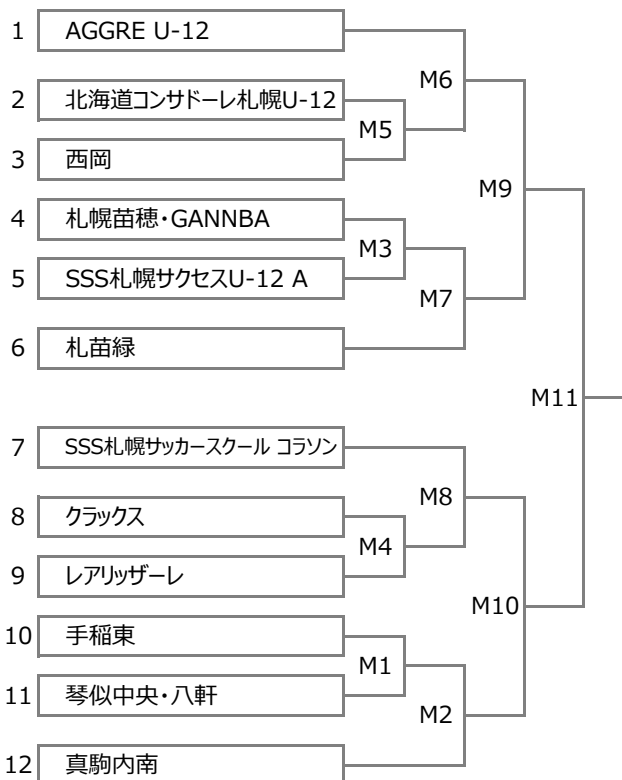 1 AGGRE U-12
M6
2 北海道コンサドーレ札幌U-12
M5
3 西岡
M9
4 札幌苗穂・GANNBA
M3
5 SSS札幌サクセスU-12 A
M7
6 札苗緑
M11
7 SSS札幌サッカースクール コラソン
M8
8 クラックス
M4
9 レアリッザーレ
M10
10 手稲東
M1
11 琴似中央・八軒
M2
12 真駒内南